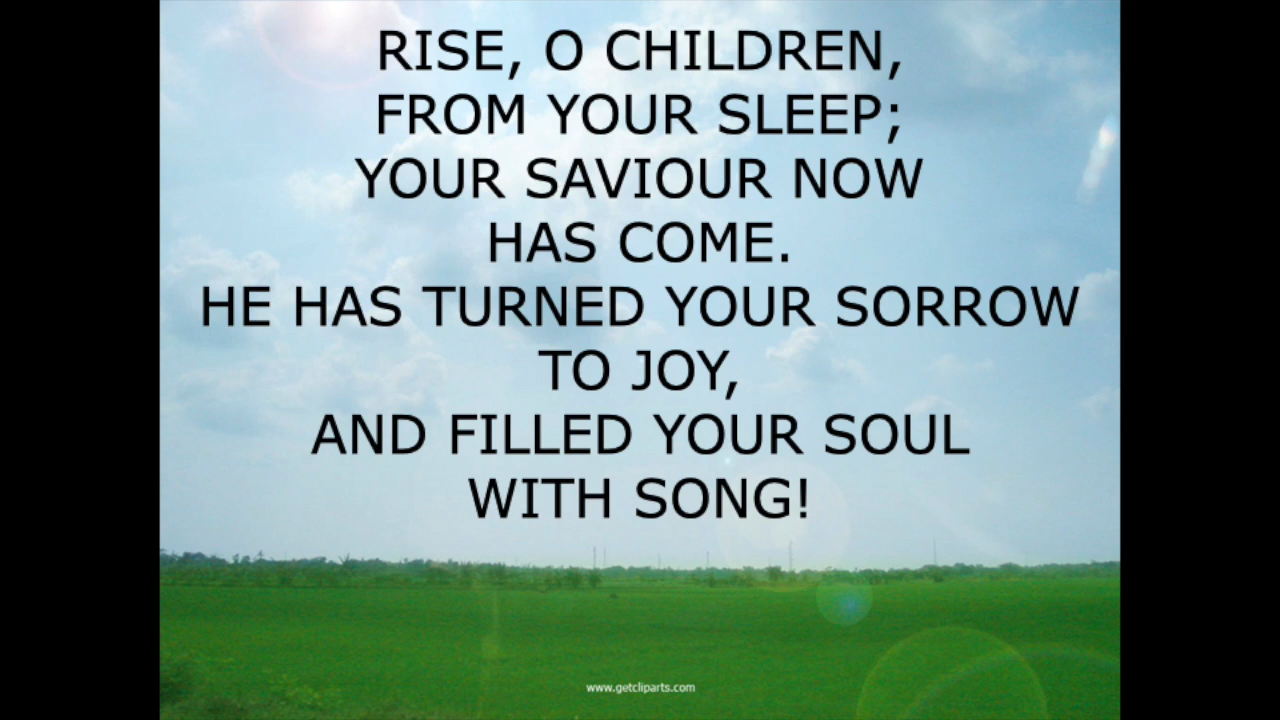 RISE, O CHILDREN,
FROM YOUR SLEEP;
YOUR SAVIOUR NOW
HAS COME.
HE HAS TURNED YOUR SORROW
TO JOY,
AND FILLED YOUR SOUL
WITH SONG!
www.getcliparts.com